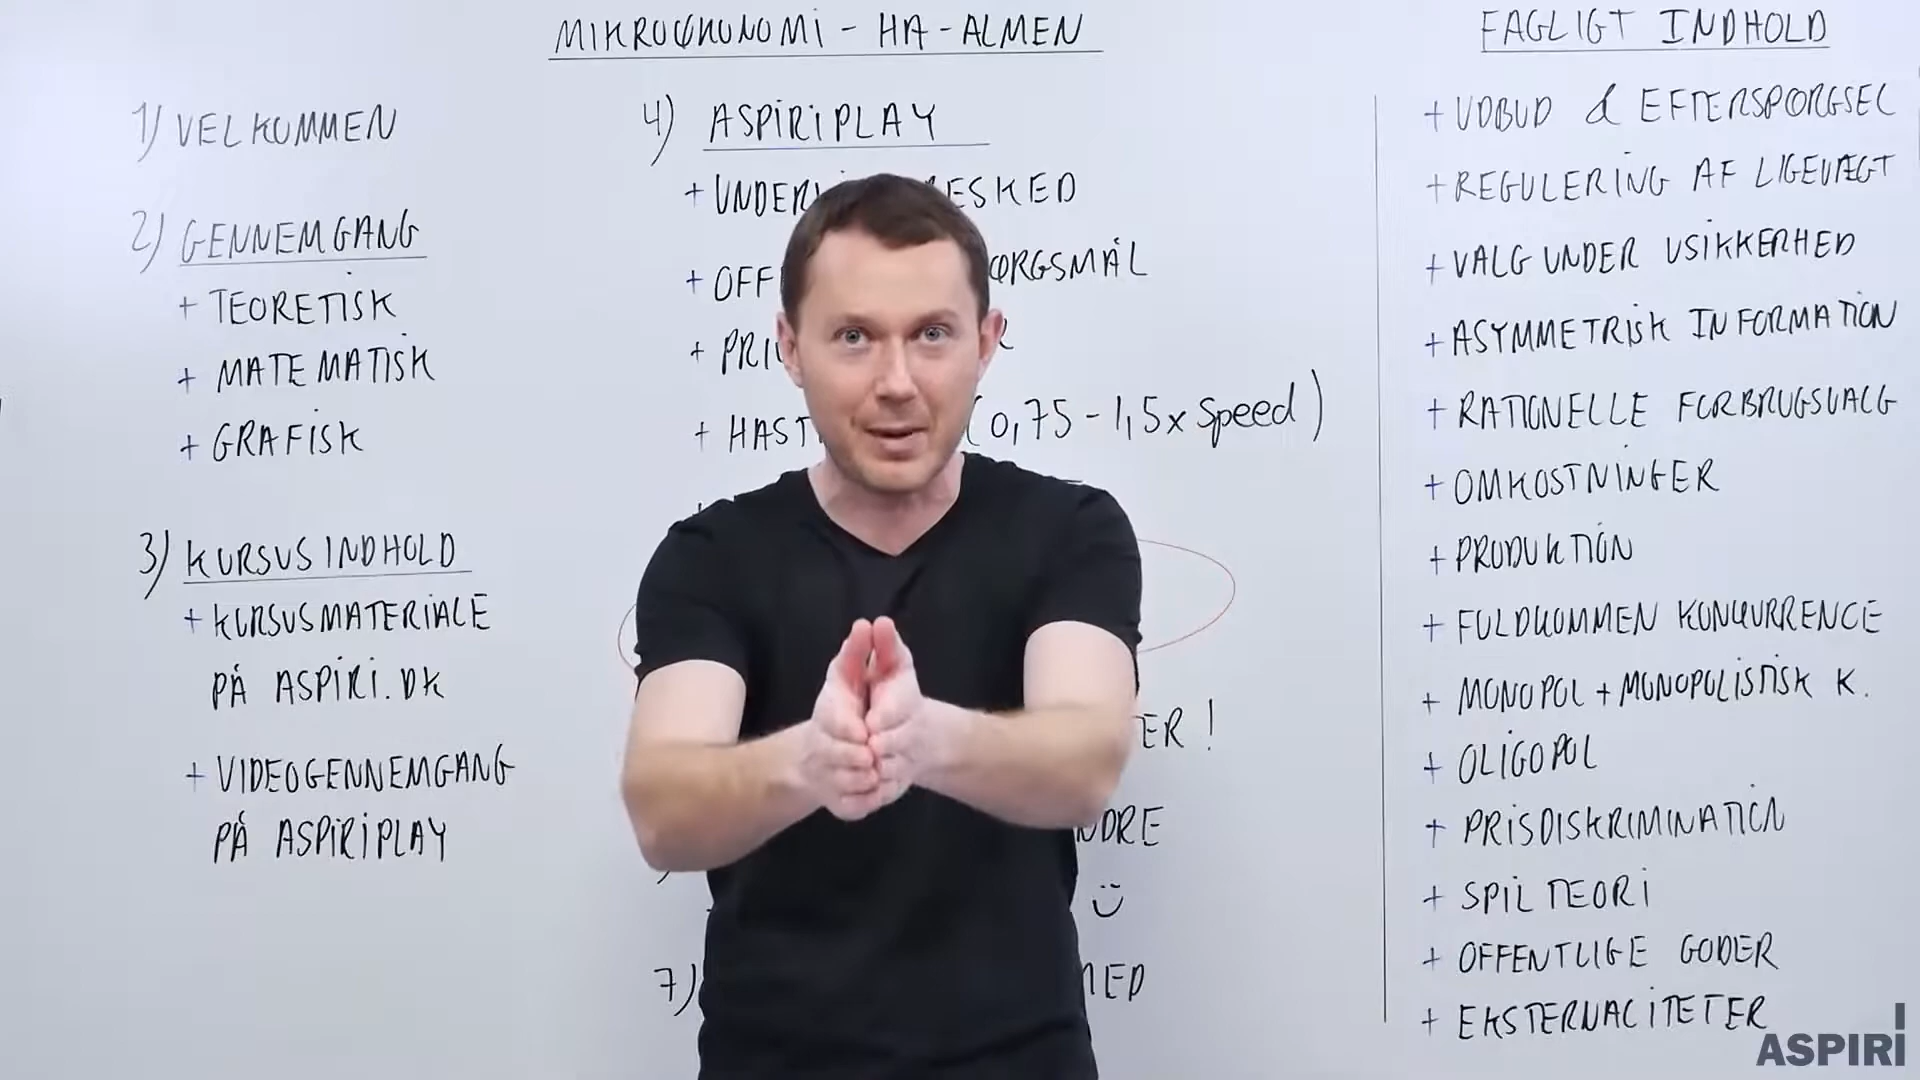 MIKROØKONOMI - HA - ALMEN
1) VELKOMMEN
2) GENNEMGANG
+ TEORETISK
+ MATEMATISK
+ GRAFISK
3) KURSUSINDHOLD
+ KURSUSMATERIALE
PÅ ASPIRI.DK
+ VIDEOGENNEMGANG
PÅ ASPIRIPLAY
4) ASPIRIPLAY
+
+
+
+ (0,75 - 1,5x Speed)
!
7)
FAGLIGT INDHOLD
+ UDBUD & EFTERSPØRGSEL
+ REGULERING AF LIGEVÆGT
+ VALG UNDER USIKKERHED
+ ASYMMETRISK INFORMATION
+ RATIONELLE FORBRUGSVALG
+ OMKOSTNINGER
+ PRODUKTION
+ FULDKOMMEN KONKURRENCE
+ MONOPOL + MONOPOLISTISK K.
+ OLIGOPOL
+ PRISDISKRIMINATION
+ SPILTEORI
+ OFFENTLIGE GODER
+ EKSTERNALITETER
ASPIRI